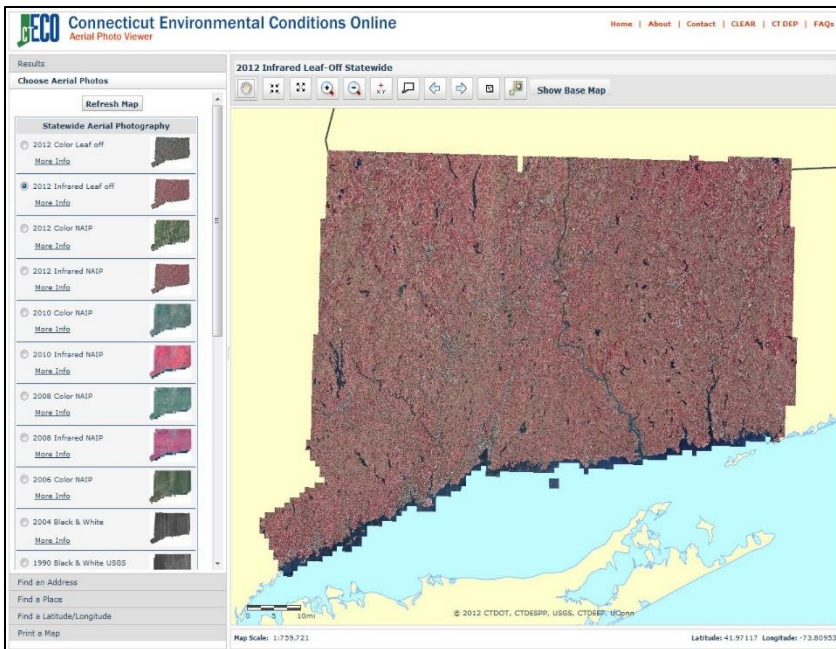 CT ECO Connecticut Environmental Conditions Online
Aerial Photo Viewer
Home | About | Contact | CLEAR | CT DEP | FAQs
Results
Choose Aerial Photos
Refresh Map
Statewide Aerial Photography
2012 Color Leaf off
More Info
2012 Infrared Leaf off
More Info
2012 Color NAIP
More Info
2012 Infrared NAIP
More Info
2010 Color NAIP
More Info
2010 Infrared NAIP
More Info
2008 Color NAIP
More Info
2008 Infrared NAIP
More Info
2006 Color NAIP
More Info
2004 Black & White
More Info
1990 Black & White USGS
Find an Address
Find a Place
Find a Latitude/Longitude
Print a Map
2012 Infrared Leaf-Off Statewide
X,Y
Show Base Map
0 5 10mi
© 2012 CTDOT, CTDESPP, USGS, CTDEEP, UConn
Map Scale: 1:759,721
Latitude: 41.97117 Longitude: -73.80953